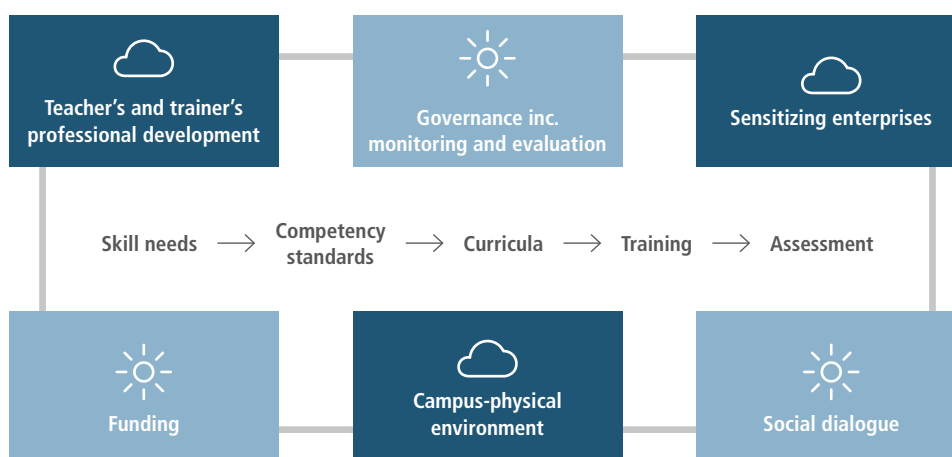 Teacher’s and trainer’s
professional development
Governance inc.
monitoring and evaluation
Sensitizing enterprises
Skill needs
Competency
standards
Curricula
Training
Assessment
Funding
Campus-physical
environment
Social dialogue